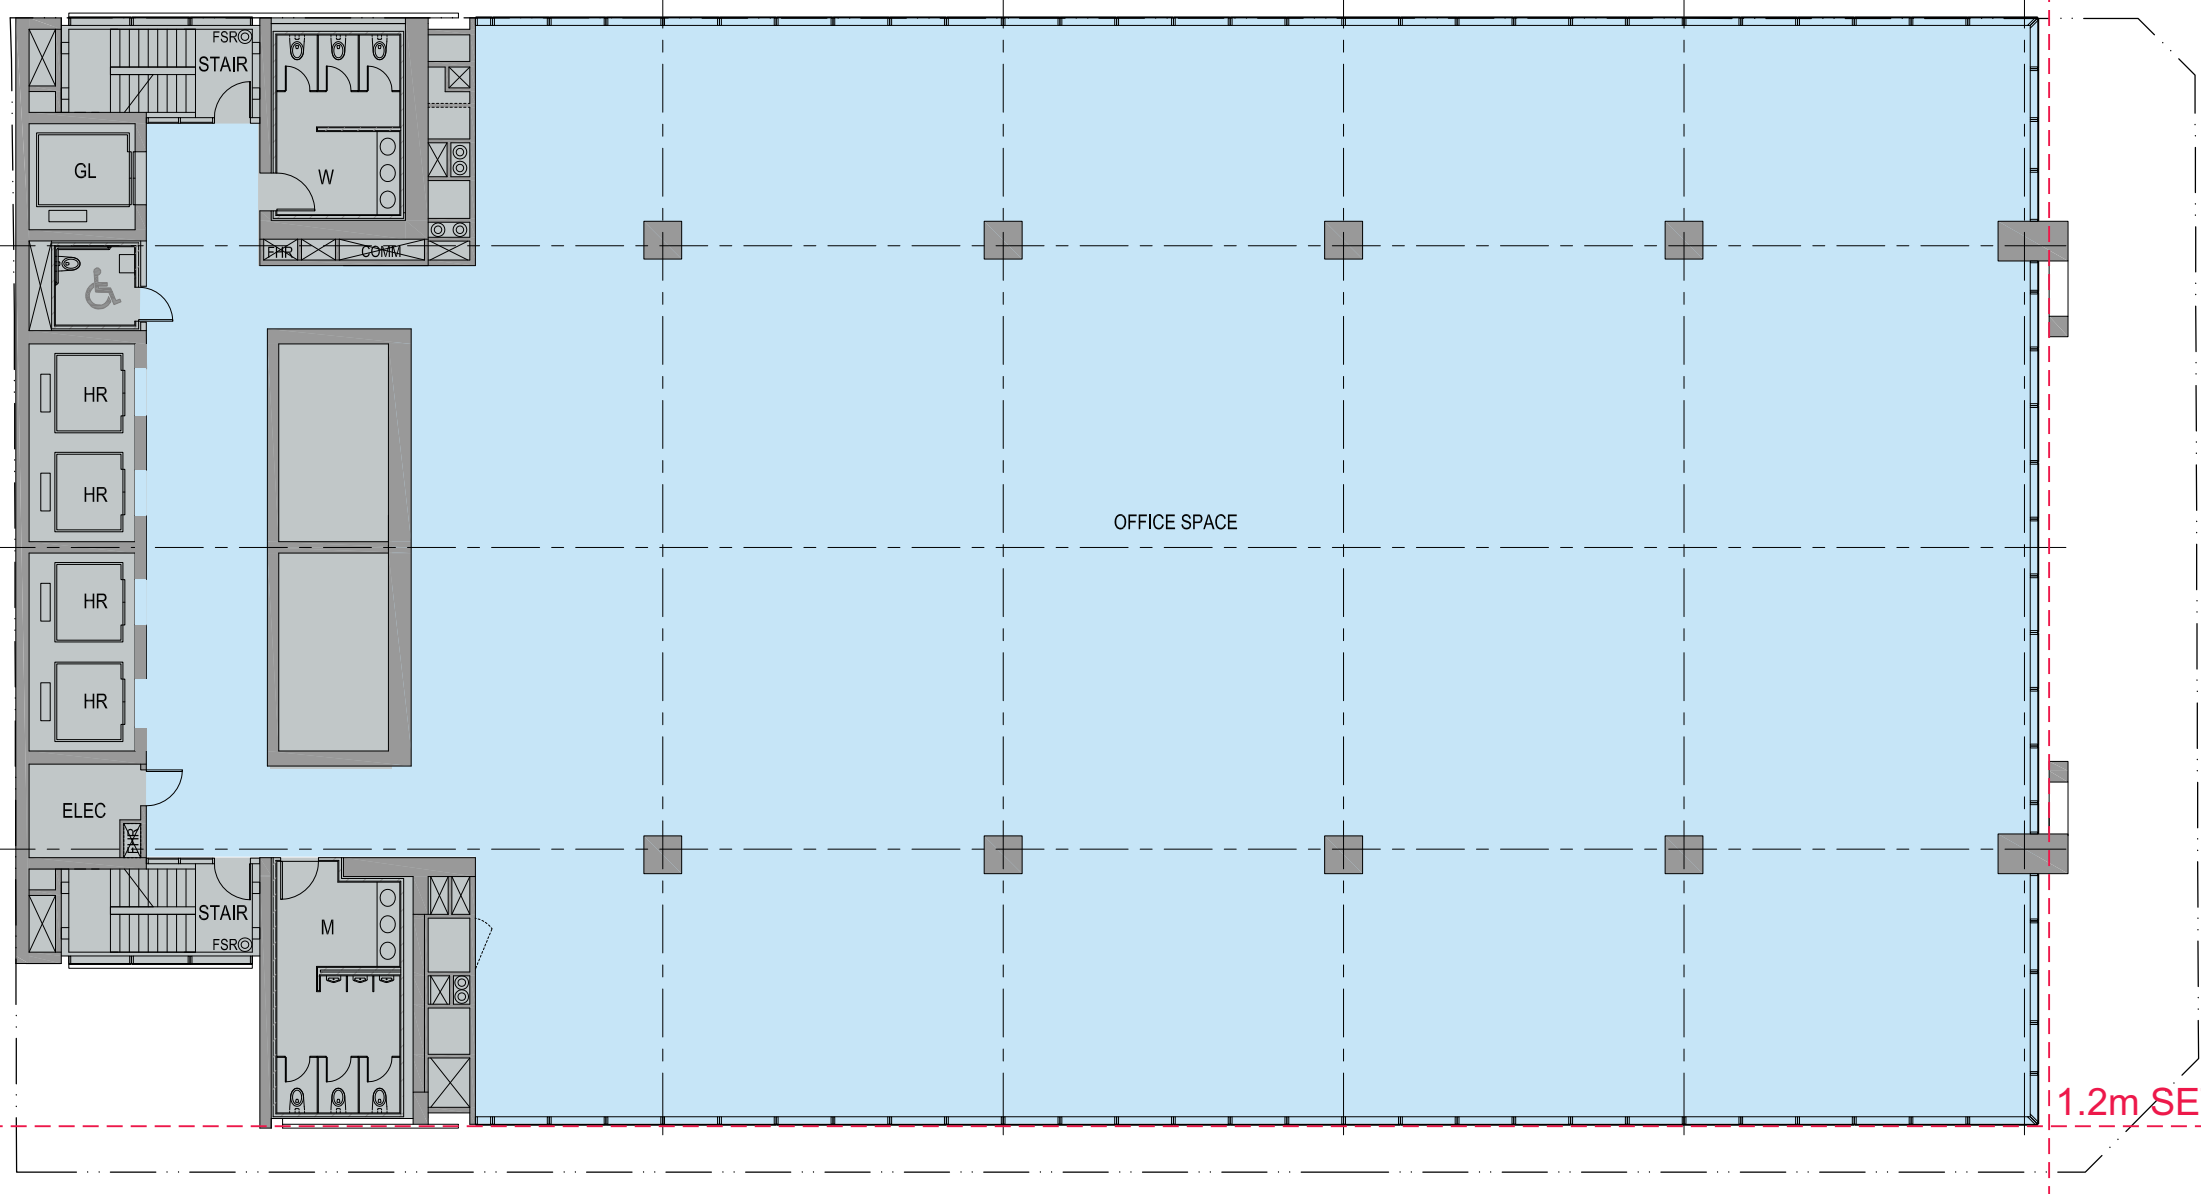 FSR
STAIR
GL
W
FHR
COMM
HR
HR
OFFICE SPACE
HR
HR
ELEC
FHR
STAIR
M
FSR
1.2m SE